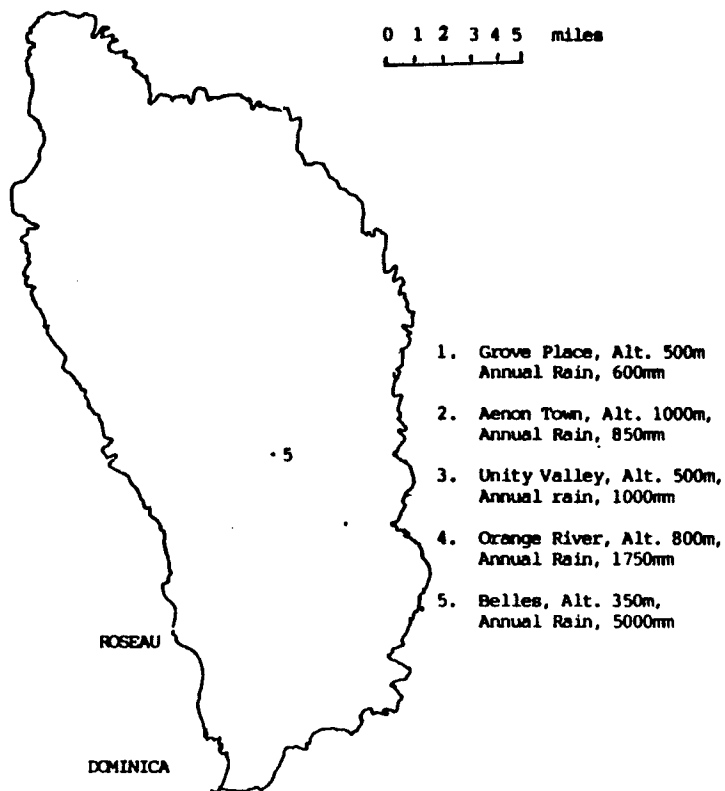 0 1 2 3 4 5 miles
1. Grove Place, Alt. 500m
Annual Rain, 600mm
2. Aenon Town, Alt. 1000m,
Annual Rain, 850mm
3. Unity Valley, Alt. 500m,
Annual rain, 1000mm
• 5
4. Orange River, Alt. 800m,
Annual Rain, 1750mm
5. Belles, Alt. 350m,
Annual Rain, 5000mm
ROSEAU
DOMINICA